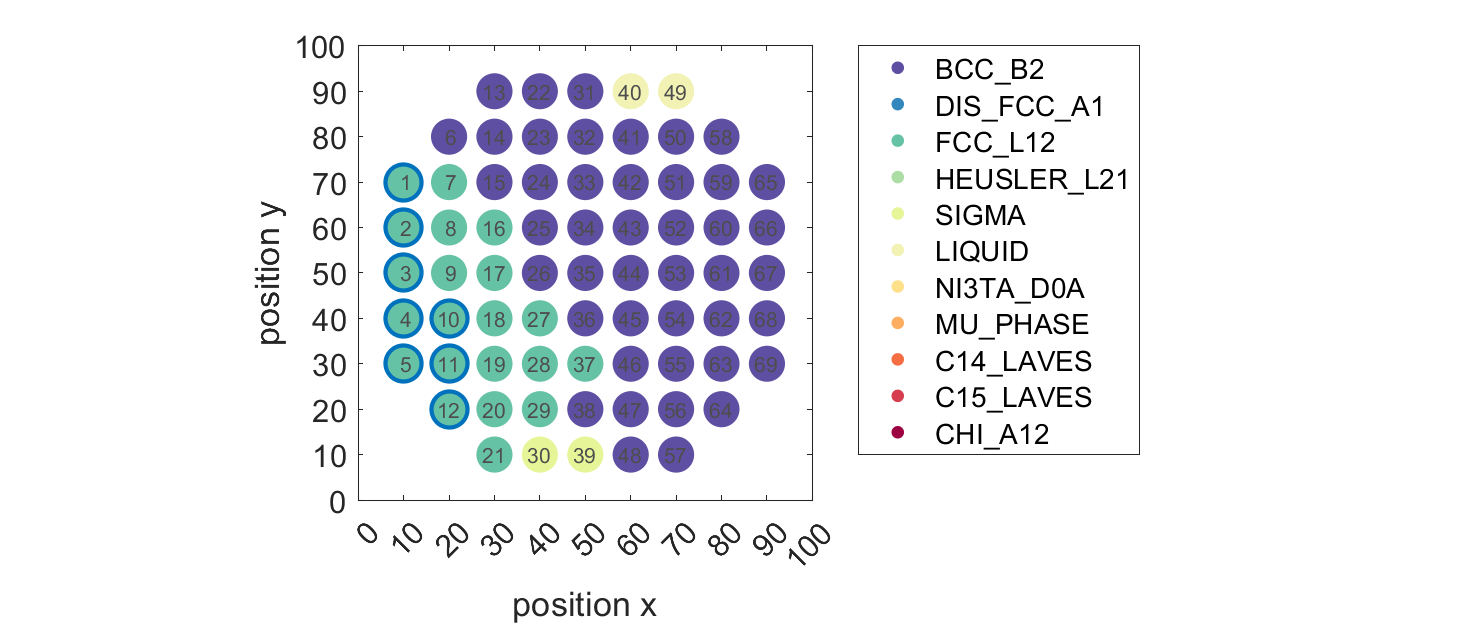 100
90
80
70
60
50
40
30
20
10
0
position y
13 22 31 40 49
6 14 23 32 41 50 58
1 7 15 24 33 42 51 59 65
2 8 16 25 34 43 52 60 66
3 9 17 26 35 44 53 61 67
4 10 18 27 36 45 54 62 68
5 11 19 28 37 46 55 63 69
12 20 29 38 47 56 64
21 30 39 48 57
0 10 20 30 40 50 60 70 80 90 100
position x
BCC_B2
DIS_FCC_A1
FCC_L12
HEUSLER_L21
SIGMA
LIQUID
NI3TA_D0A
MU_PHASE
C14_LAVES
C15_LAVES
CHI_A12